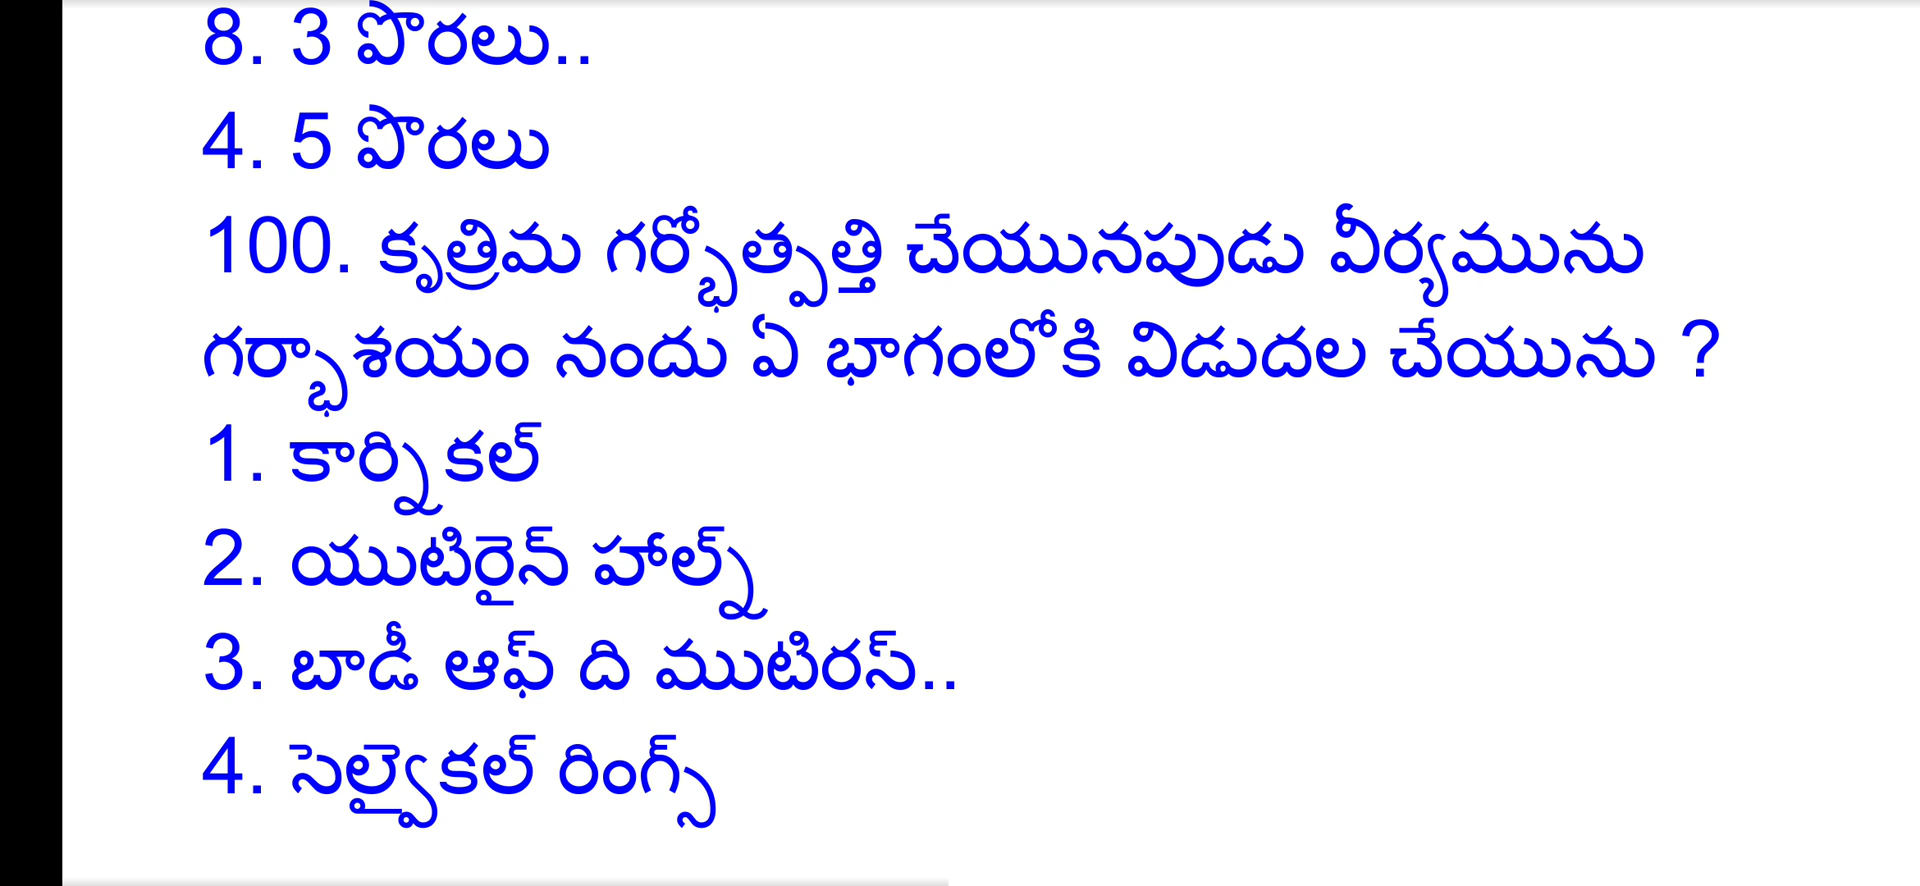 8. 3 పొరలు..
4. 5 పొరలు
100. కృత్రిమ గర్భోత్పత్తి చేయునపుడు వీర్యమును
గర్భాశయం నందు ఏ భాగంలోకి విడుదల చేయును ?
1. కార్నికల్
2. యుటిరైన్ హాల్న్
3. బాడీ ఆఫ్ ది ముటిరస్..
4. సెల్వైకల్ రింగ్స్